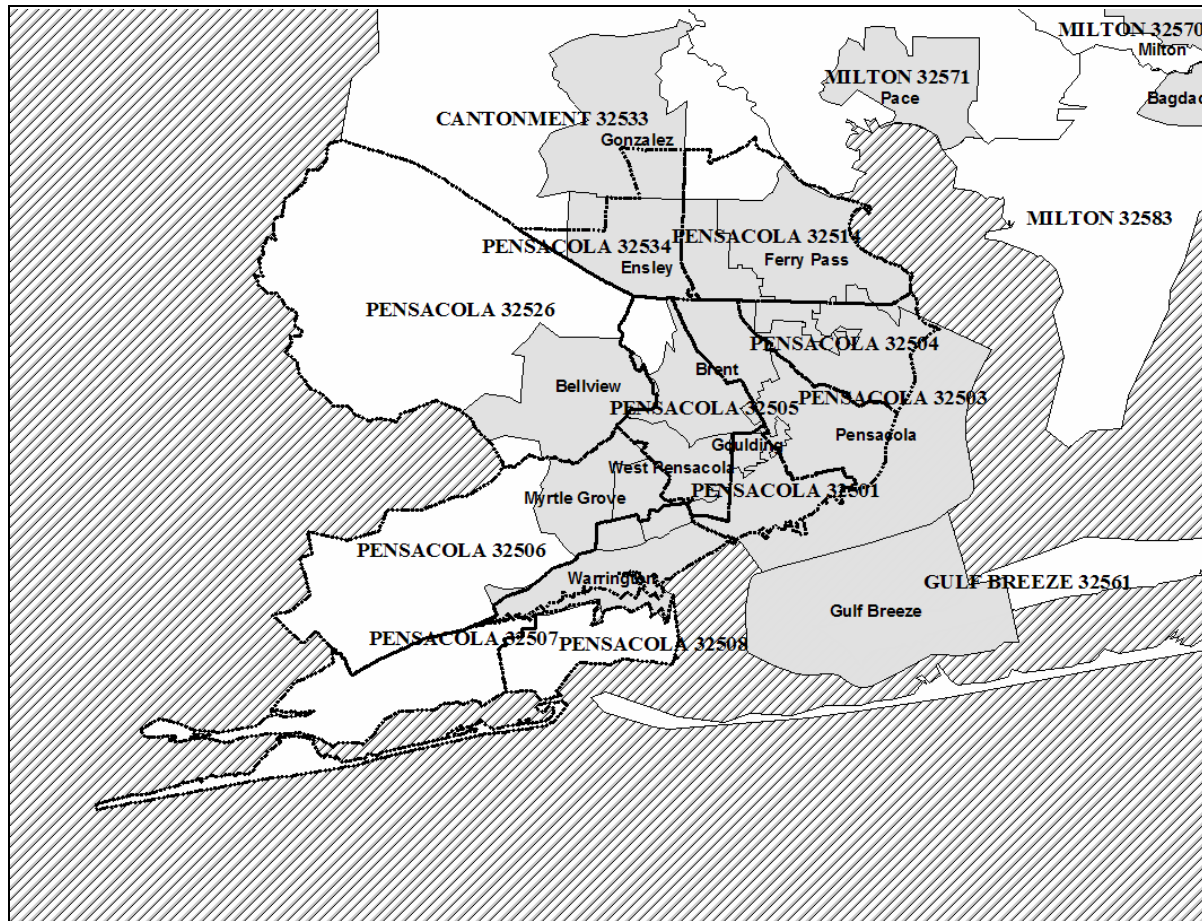 MILTON 32570
Milton
MILTON 32571
Pace
CANTONMENT 32533
Gonzalez
MILTON 32583
PENSACOLA 32514
PENSACOLA 32534
Ferry Pass
Ensley
PENSACOLA 32526
PENSACOLA 32504
Brent
Bellview
PENSACOLA 32503
PENSACOLA 32505
Pensacola
Goulding
West Pensacola
PENSACOLA 32501
Myrtle Grove
PENSACOLA 32506
Warrington
GULF BREEZE 32561
Gulf Breeze
PENSACOLA 32507
PENSACOLA 32508